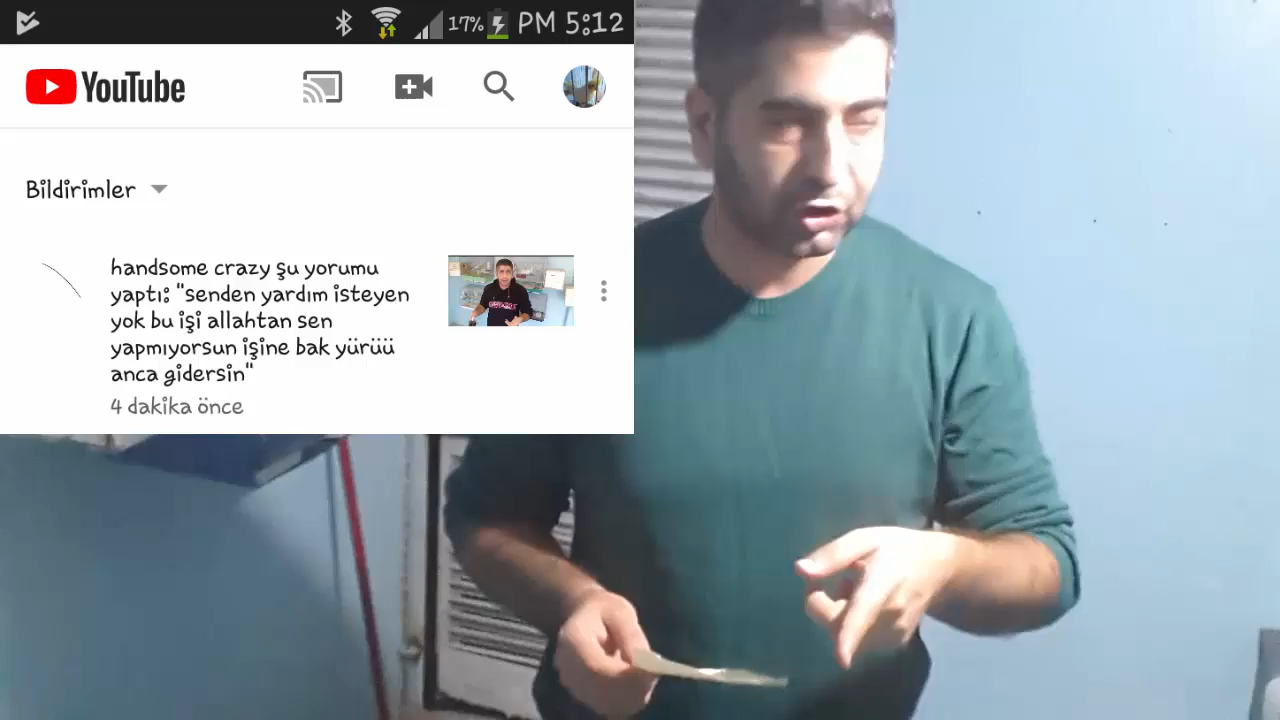 17% PM 5:12
YouTube
Bildirimler
handsome crazy şu yorumu
yaptı: "senden yardım isteyen
yok bu işi allahtan sen
yapmıyorsun işine bak yürüü
anca gidersin"
4 dakika önce